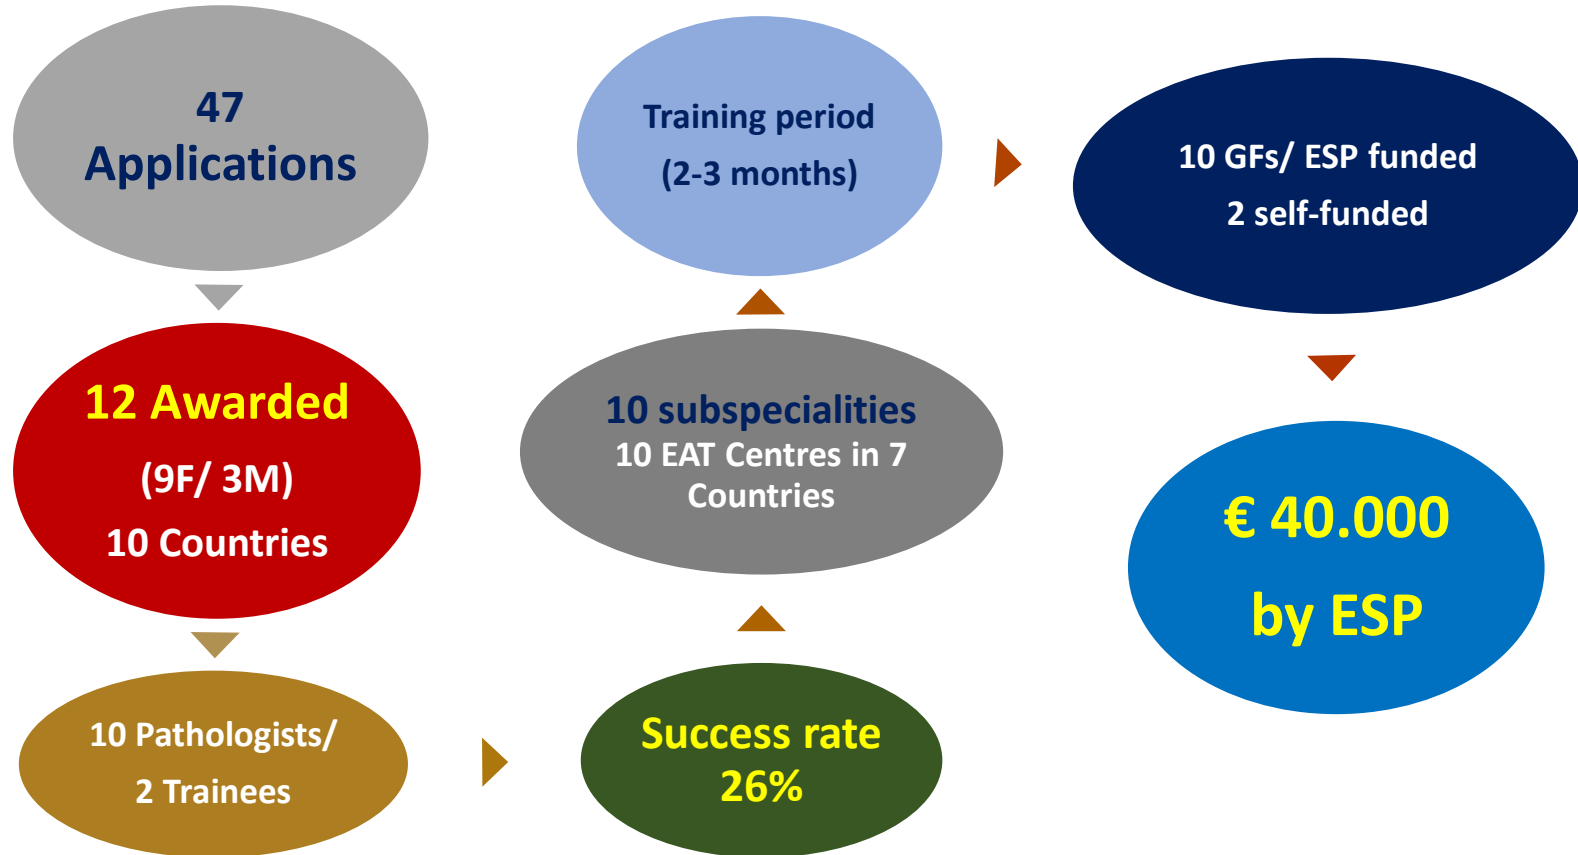 47
Applications
12 Awarded
(9F/ 3M)
10 Countries
10 Pathologists/
2 Trainees
Success rate
26%
10 subspecialities
10 EAT Centres in 7
Countries
Training period
(2-3 months)
10 GFs/ ESP funded
2 self-funded
€ 40.000
by ESP